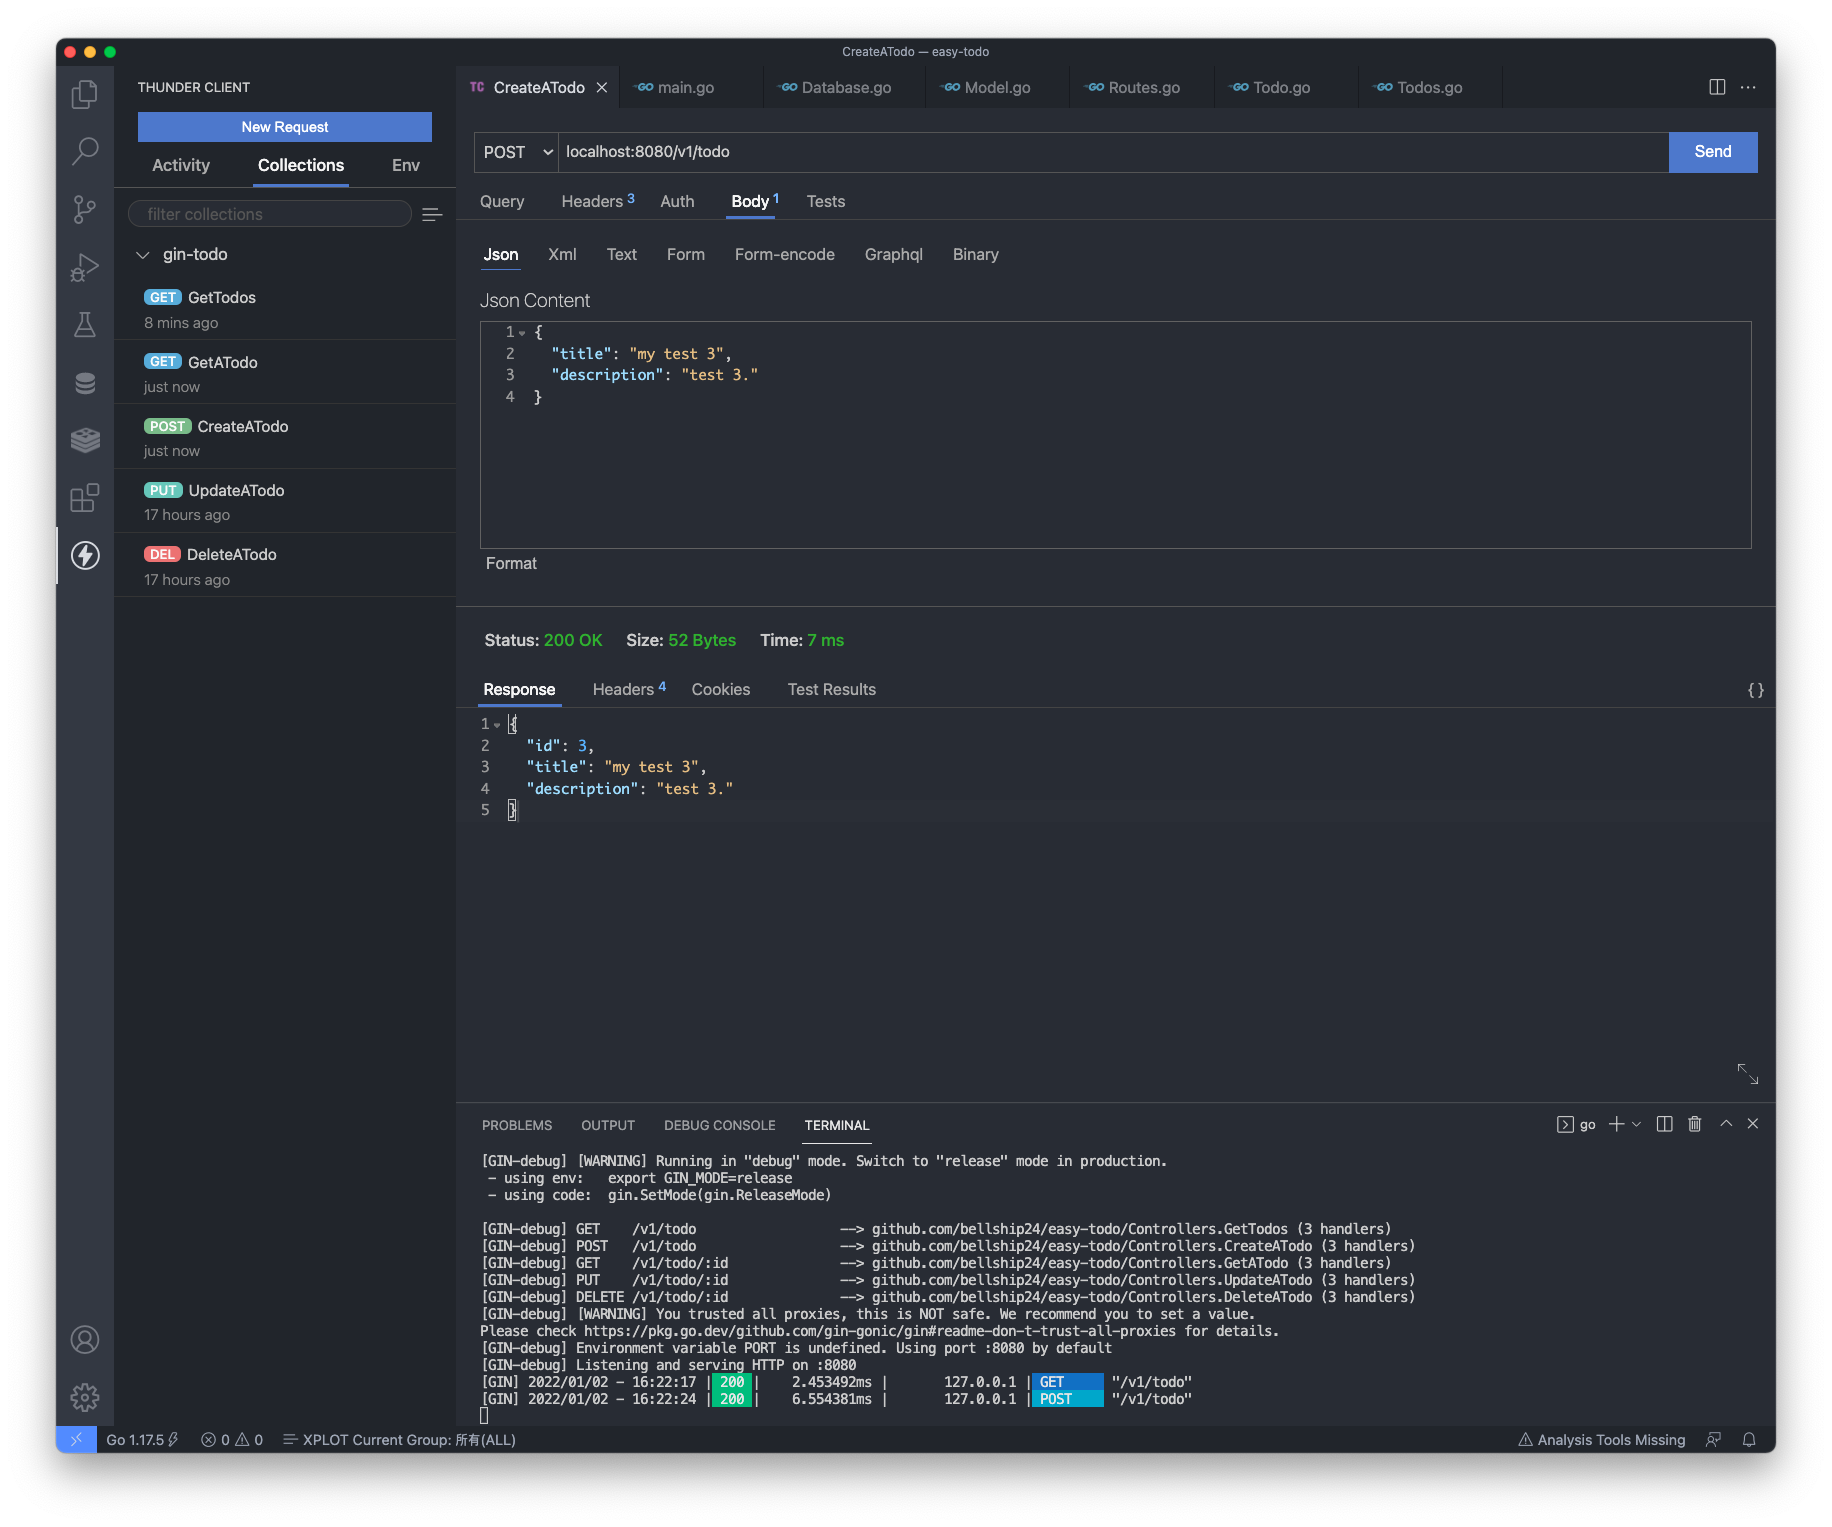 CreateATodo — easy-todo
THUNDER CLIENT
New Request
Activity Collections Env
filter collections
gin-todo
GET GetTodos
8 mins ago
GET GetATodo
just now
POST CreateATodo
just now
PUT UpdateATodo
17 hours ago
DEL DeleteATodo
17 hours ago
TC CreateATodo GO main.go GO Database.go GO Model.go GO Routes.go GO Todo.go GO Todos.go
POST localhost:8080/v1/todo Send
Query Headers 3 Auth Body 1 Tests
Json Xml Text Form Form-encode Graphql Binary
Json Content
1 {
2 "title": "my test 3",
3 "description": "test 3."
4 }
Format
Status: 200 OK Size: 52 Bytes Time: 7 ms
Response Headers 4 Cookies Test Results {}
1 {
2 "id": 3,
3 "title": "my test 3",
4 "description": "test 3."
5 }
PROBLEMS OUTPUT DEBUG CONSOLE TERMINAL go
[GIN-debug] [WARNING] Running in "debug" mode. Switch to "release" mode in production.
- using env: export GIN_MODE=release
- using code: gin.SetMode(gin.ReleaseMode)
[GIN-debug] GET /v1/todo --> github.com/bellship24/easy-todo/Controllers.GetTodos (3 handlers)
[GIN-debug] POST /v1/todo --> github.com/bellship24/easy-todo/Controllers.CreateATodo (3 handlers)
[GIN-debug] GET /v1/todo/:id --> github.com/bellship24/easy-todo/Controllers.GetATodo (3 handlers)
[GIN-debug] PUT /v1/todo/:id --> github.com/bellship24/easy-todo/Controllers.UpdateATodo (3 handlers)
[GIN-debug] DELETE /v1/todo/:id --> github.com/bellship24/easy-todo/Controllers.DeleteATodo (3 handlers)
[GIN-debug] [WARNING] You trusted all proxies, this is NOT safe. We recommend you to set a value.
Please check https://pkg.go.dev/github.com/gin-gonic/gin#readme-don-t-trust-all-proxies for details.
[GIN-debug] Environment variable PORT is undefined. Using port :8080 by default
[GIN-debug] Listening and serving HTTP on :8080
[GIN] 2022/01/02 - 16:22:17 | 200 | 2.453492ms | 127.0.0.1 | GET "/v1/todo"
[GIN] 2022/01/02 - 16:22:24 | 200 | 6.554381ms | 127.0.0.1 | POST "/v1/todo"
Go 1.17.5 0 0 XPLOT Current Group: 所有(ALL) Analysis Tools Missing